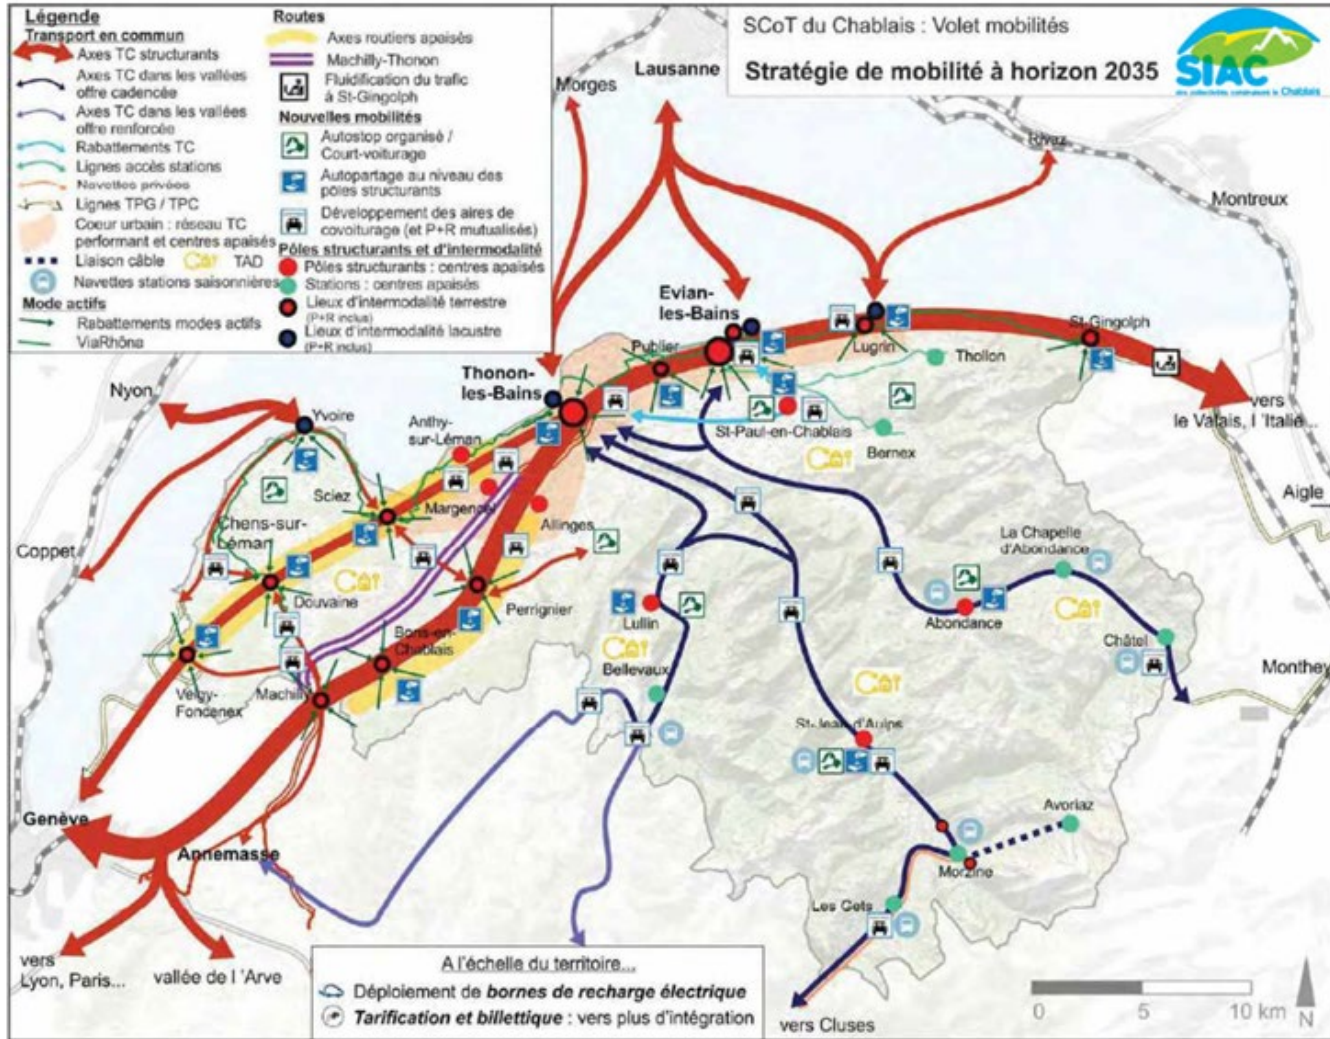 Légende
Transport en commun
Axes TC structurants
Axes TC dans les vallées
offre cadencée
Axes TC dans les vallées
offre renforcée
Rabattements TC
Lignes accès stations
Navettes privées
Lignes TPG / TPC
Coeur urbain : réseau TC
performant et centres apaisés
Liaison câble
TAD
Navettes stations saisonnières
Mode actifs
Rabattements modes actifs
ViaRhôna
Routes
Axes routiers apaisés
Machilly-Thonon
Fluidification du trafic
à St-Gingolph
Nouvelles mobilités
Autostop organisé /
Court-voiturage
Autopartage au niveau des
pôles structurants
Développement des aires de
covoiturage (et P+R mutualisés)
Pôles structurants et d'intermodalité
Pôles structurants : centres apaisés
Stations : centres apaisés
Lieux d'intermodalité terrestre
(P+R inclus)
Lieux d'intermodalité lacustre
(P+R inclus)
SCoT du Chablais : Volet mobilités
Stratégie de mobilité à horizon 2035
SIAC
Morges
Lausanne
Rivaz
Montreux
Evian-
les-Bains
St-Gingolph
Publier
Lugrin
Thollon
Nyon
Thonon-
les-Bains
Yvoire
vers
le Valais, l 'Italie...
Anthy-
sur-Léman
St-Paul-en-Chablais
Bernex
Sciez
Margencel
Aigle
Chens-sur-
Léman
Allinges
Coppet
La Chapelle
d'Abondance
Douvaine
Perrignier
Lullin
Abondance
Bons-en-
Chablais
Châtel
Bellevaux
Monthey
Machilly
Veigy-
Foncenex
St-Jean d'Aulps
Avoriaz
Genève
Annemasse
Morzine
Les Gets
vers
Lyon, Paris...
vallée de l 'Arve
A l'échelle du territoire...
Déploiement de bornes de recharge électrique
Tarification et billettique : vers plus d'intégration
vers Cluses
0 5 10 km
N